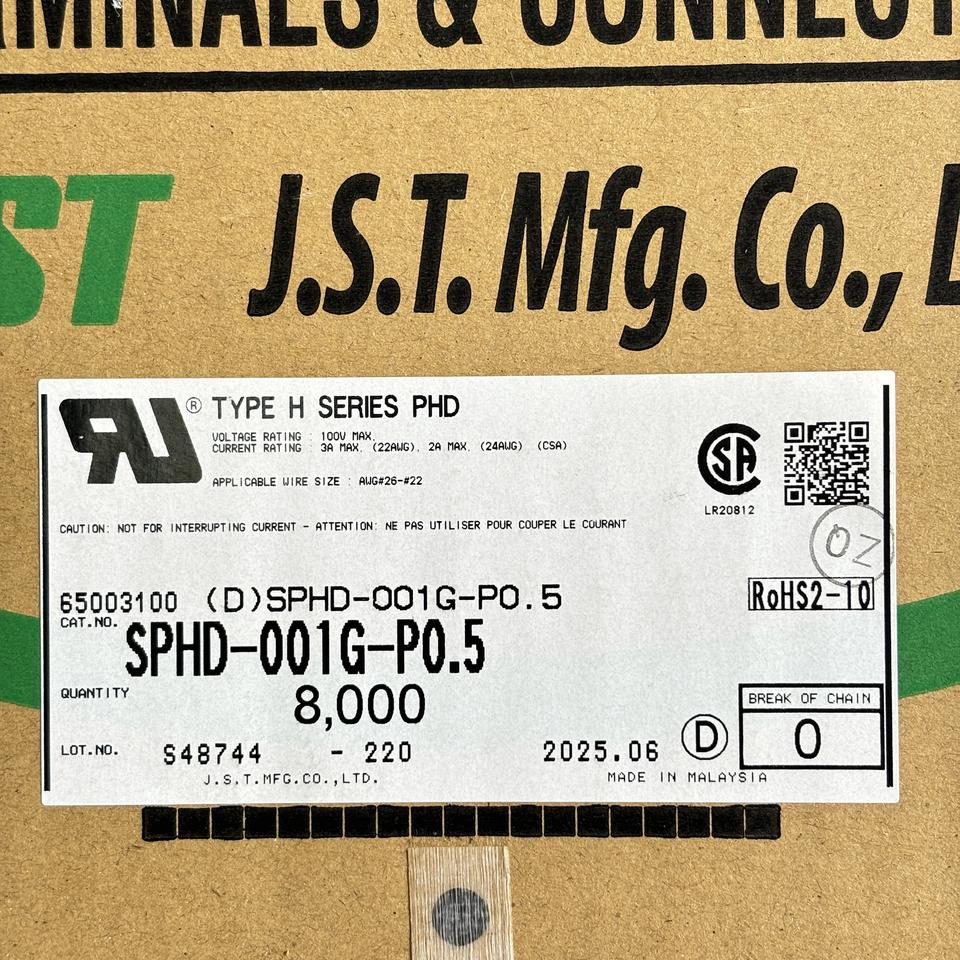 RMINALS & CONNECT
ST J.S.T. Mfg. Co., L
® TYPE H SERIES PHD
VOLTAGE RATING : 100V MAX.
CURRENT RATING : 3A MAX. (22AWG), 2A MAX. (24AWG) (CSA)
APPLICABLE WIRE SIZE : AWG#26-#22
LR20812
CAUTION: NOT FOR INTERRUPTING CURRENT - ATTENTION: NE PAS UTILISER POUR COUPER LE COURANT
OZ
65003100 (D)SPHD-001G-P0.5
RoHS2-10
CAT.NO. SPHD-001G-P0.5
QUANTITY 8,000
BREAK OF CHAIN
0
LOT.NO. S48744 - 220 2025.06 D
J.S.T.MFG.CO.,LTD. MADE IN MALAYSIA